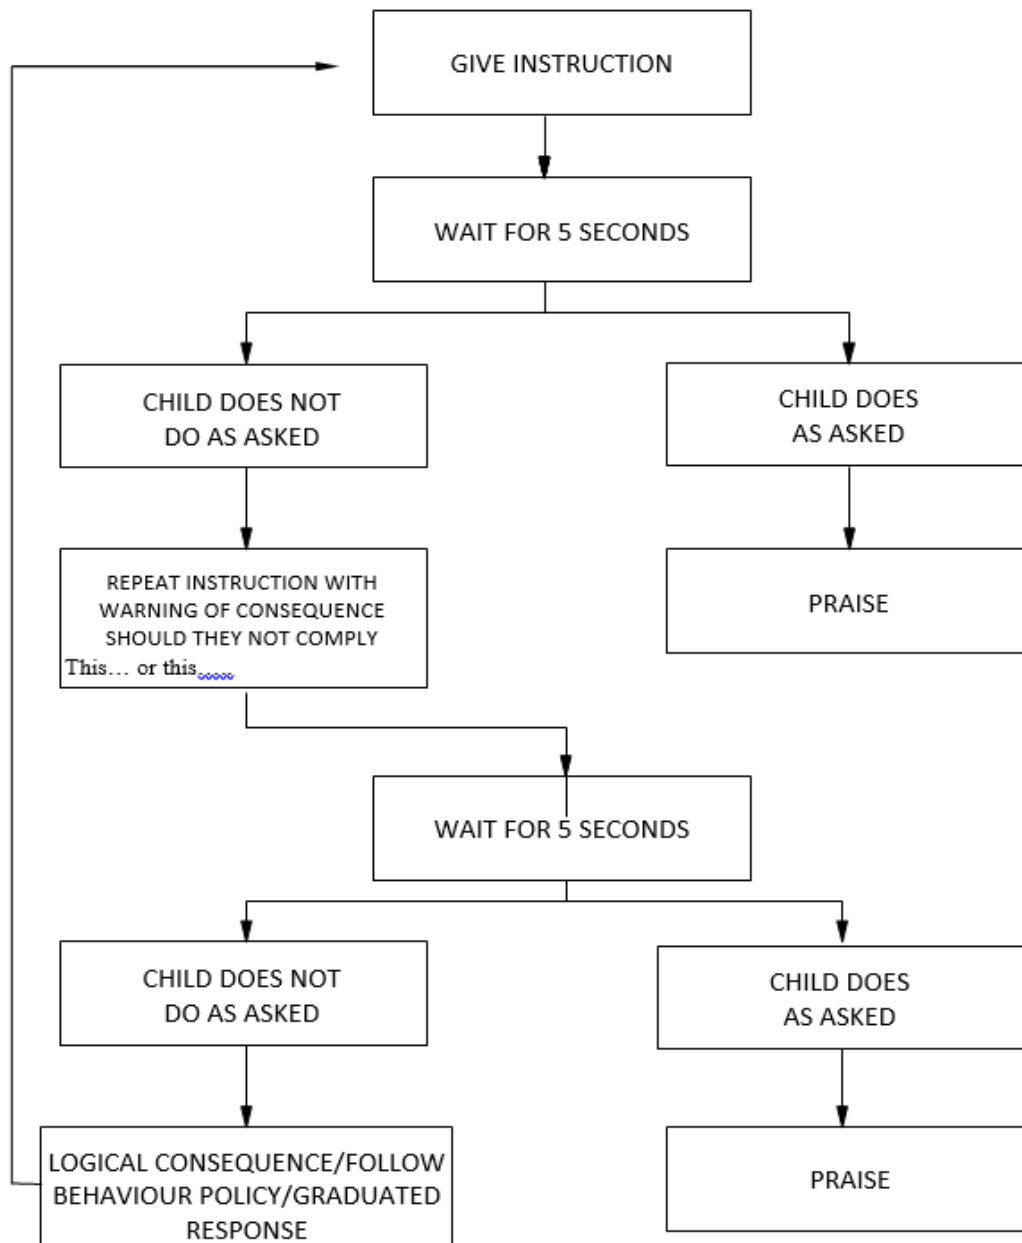 GIVE INSTRUCTION
WAIT FOR 5 SECONDS
CHILD DOES NOT
DO AS ASKED
CHILD DOES
AS ASKED
REPEAT INSTRUCTION WITH
WARNING OF CONSEQUENCE
SHOULD THEY NOT COMPLY
This… or this…..
PRAISE
WAIT FOR 5 SECONDS
CHILD DOES NOT
DO AS ASKED
CHILD DOES
AS ASKED
LOGICAL CONSEQUENCE/FOLLOW
BEHAVIOUR POLICY/GRADUATED
RESPONSE
PRAISE